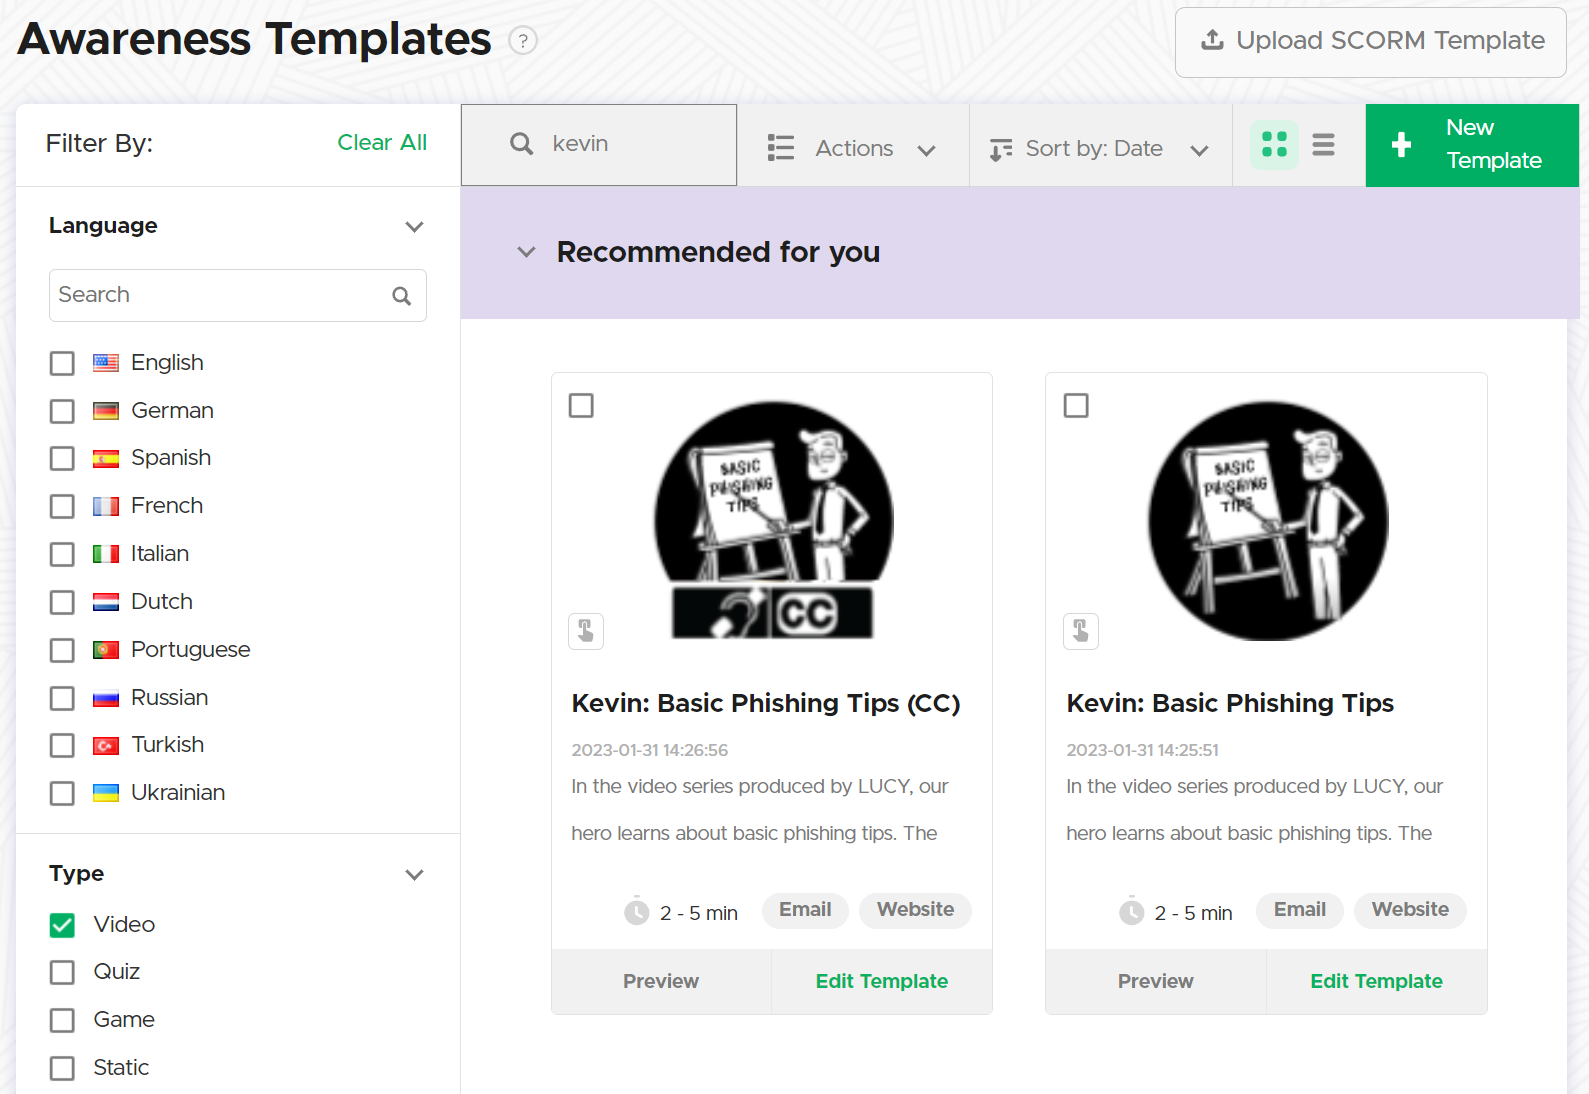 Awareness Templates ?
Upload SCORM Template
Filter By:
Clear All
kevin
Actions
Sort by: Date
New
Template
Language
Search
English
German
Spanish
French
Italian
Dutch
Portuguese
Russian
Turkish
Ukrainian
Type
Video
Quiz
Game
Static
Recommended for you
BASIC
PHISHING
TIPS
CC
Kevin: Basic Phishing Tips (CC)
2023-01-31 14:26:56
In the video series produced by LUCY, our
hero learns about basic phishing tips. The
2 - 5 min
Email
Website
Preview
Edit Template
BASIC
PHISHING
TIPS
Kevin: Basic Phishing Tips
2023-01-31 14:25:51
In the video series produced by LUCY, our
hero learns about basic phishing tips. The
2 - 5 min
Email
Website
Preview
Edit Template